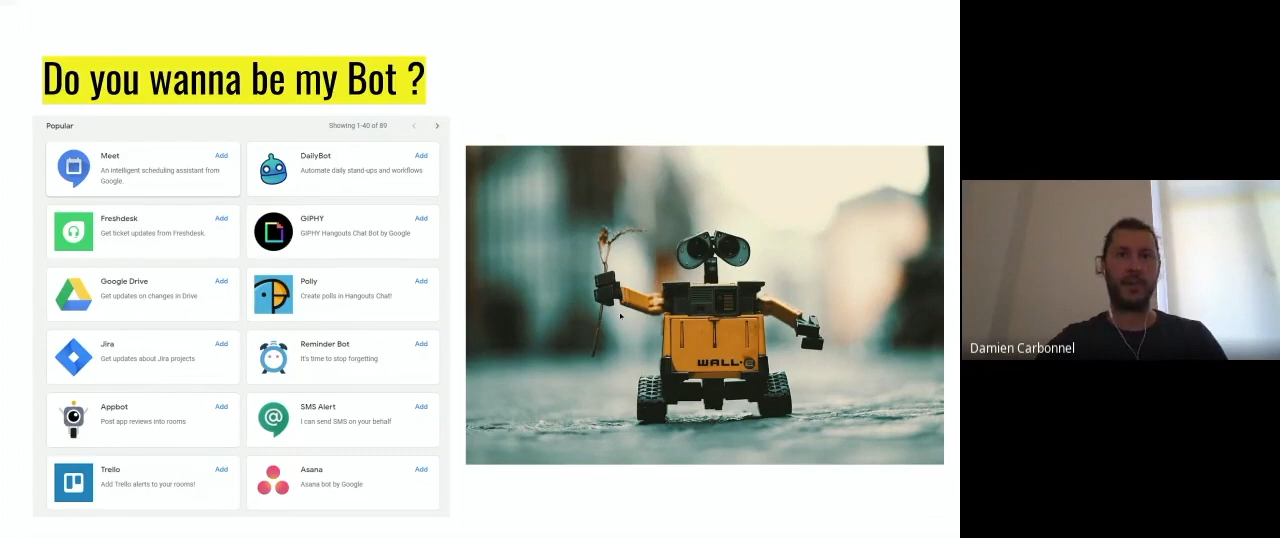 Do you wanna be my Bot ?
Popular
Showing 1-40 of 89
Meet
Add
An intelligent scheduling assistant from
Google.
DailyBot
Add
Automate daily stand-ups and workflows
Freshdesk
Add
Get ticket updates from Freshdesk.
GIPHY
Add
GIPHY Hangouts Chat Bot by Google
Google Drive
Add
Get updates on changes in Drive
Polly
Add
Create polls in Hangouts Chat!
Jira
Add
Get updates about Jira projects
Reminder Bot
Add
It's time to stop forgetting
Appbot
Add
Post app reviews into rooms
SMS Alert
Add
I can send SMS on your behalf
Trello
Add
Add Trello alerts to your rooms!
Asana
Add
Asana bot by Google
WALL·E
Damien Carbonnel